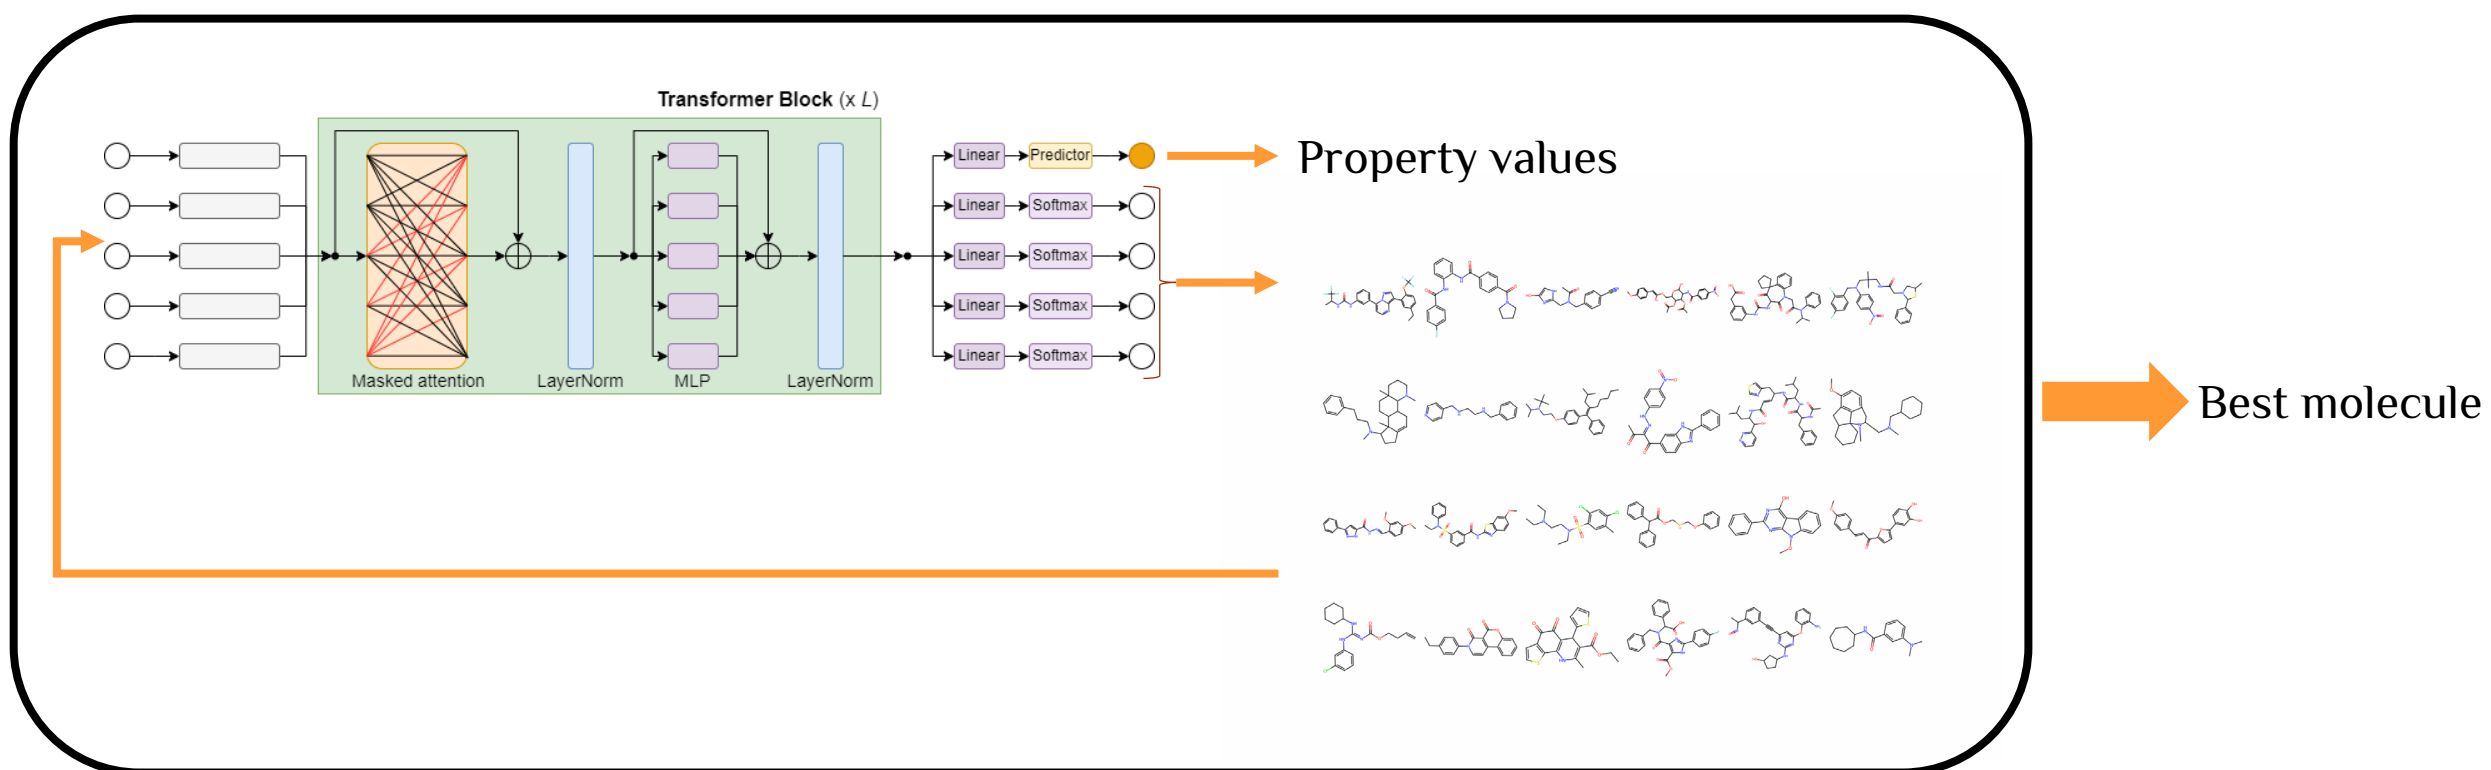 Transformer Block (x L)
Linear
Predictor
Property values
Linear
Softmax
Linear
Softmax
Linear
Softmax
Linear
Softmax
Masked attention
LayerNorm
MLP
LayerNorm
Best molecule